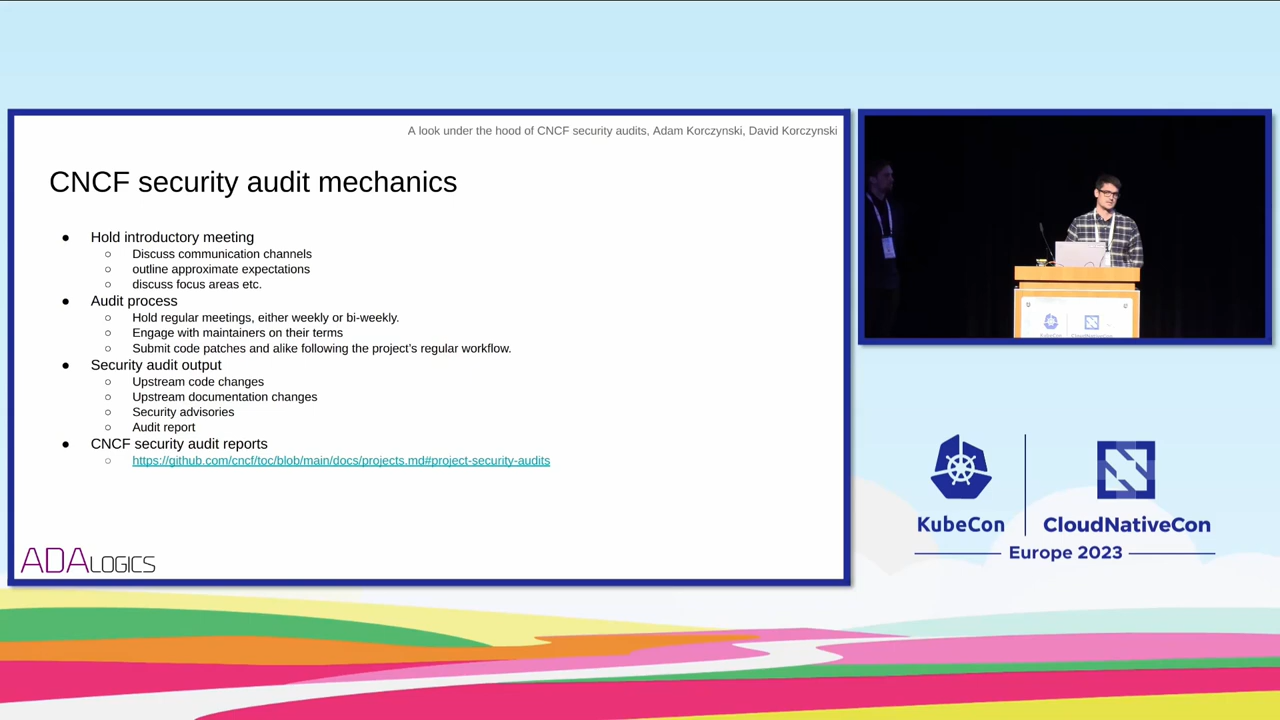 A look under the hood of CNCF security audits, Adam Korczynski, David Korczynski
CNCF security audit mechanics
● Hold introductory meeting
○ Discuss communication channels
○ outline approximate expectations
○ discuss focus areas etc.
● Audit process
○ Hold regular meetings, either weekly or bi-weekly.
○ Engage with maintainers on their terms
○ Submit code patches and alike following the project's regular workflow.
● Security audit output
○ Upstream code changes
○ Upstream documentation changes
○ Security advisories
○ Audit report
● CNCF security audit reports
○ https://github.com/cncf/toc/blob/main/docs/projects.md#project-security-audits
ADALOGICS
KubeCon
CloudNativeCon
Europe 2023